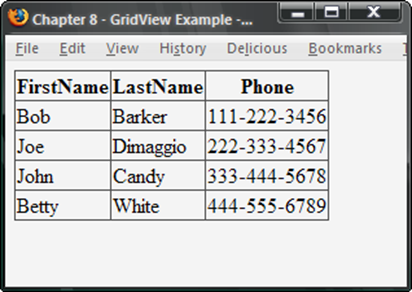 Chapter 8 - GridView Example -...
File Edit View History Delicious Bookmarks
FirstName LastName Phone
Bob Barker 111-222-3456
Joe Dimaggio 222-333-4567
John Candy 333-444-5678
Betty White 444-555-6789